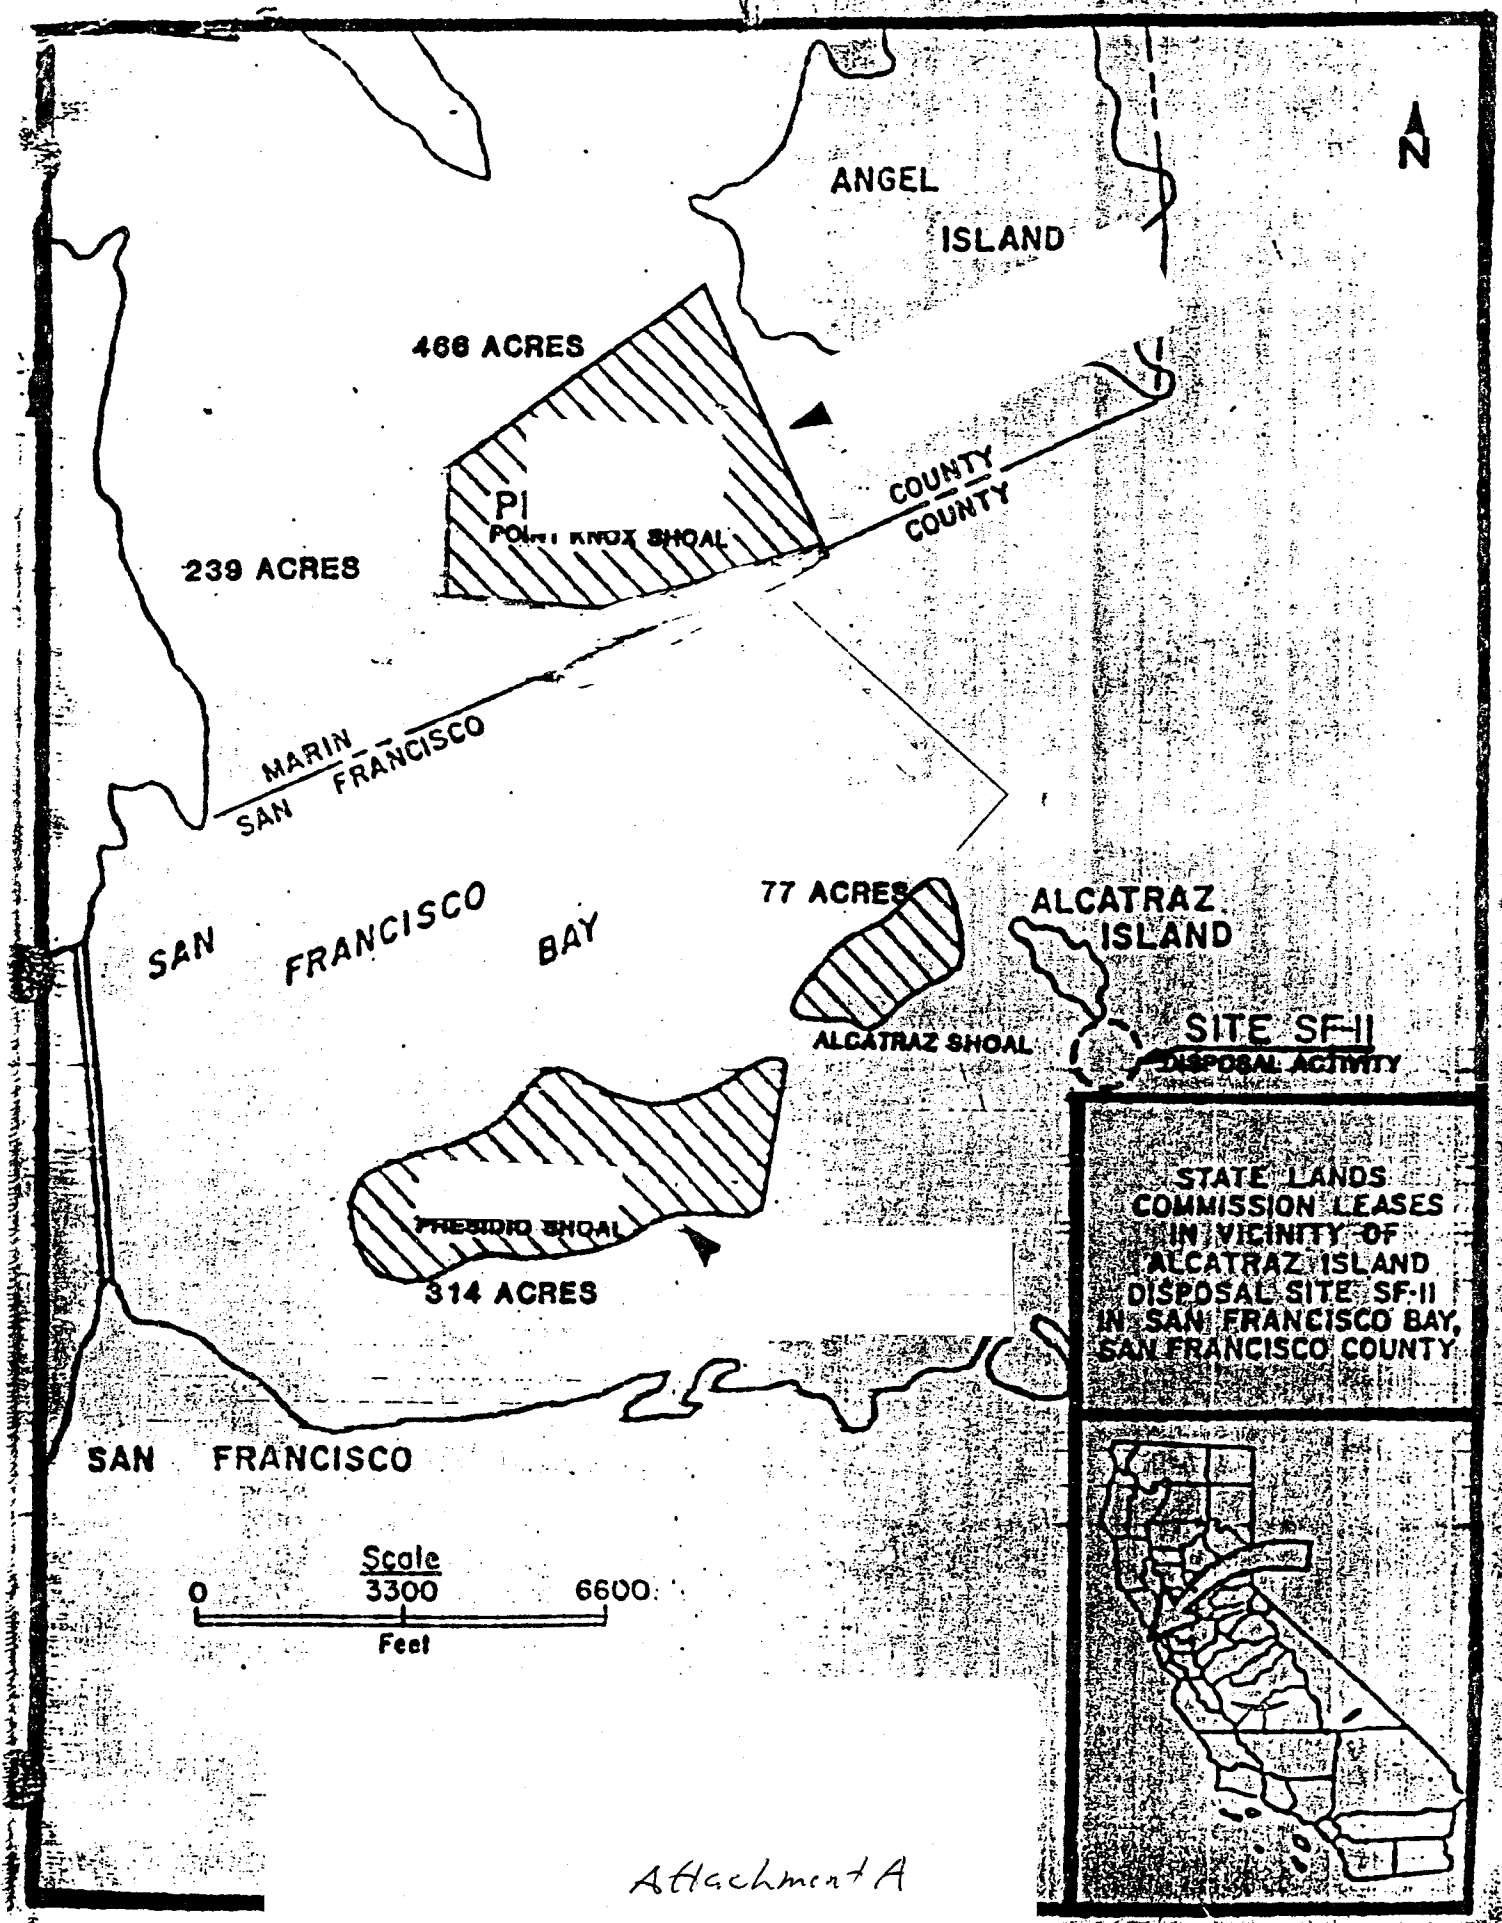 N
ANGEL
ISLAND
466 ACRES
COUNTY
COUNTY
POINT KNOX SHOAL
239 ACRES
MARIN
SAN FRANCISCO
77 ACRES
ALCATRAZ
ISLAND
SAN FRANCISCO BAY
SITE SF-11
DISPOSAL ACTIVITY
ALCATRAZ SHOAL
STATE LANDS
COMMISSION LEASES
IN VICINITY OF
ALCATRAZ ISLAND
DISPOSAL SITE SF-11
IN SAN FRANCISCO BAY,
SAN FRANCISCO COUNTY
PRESIDIO SHOAL
314 ACRES
SAN FRANCISCO
Scale
0 3300 6600
Feet
Attachment A